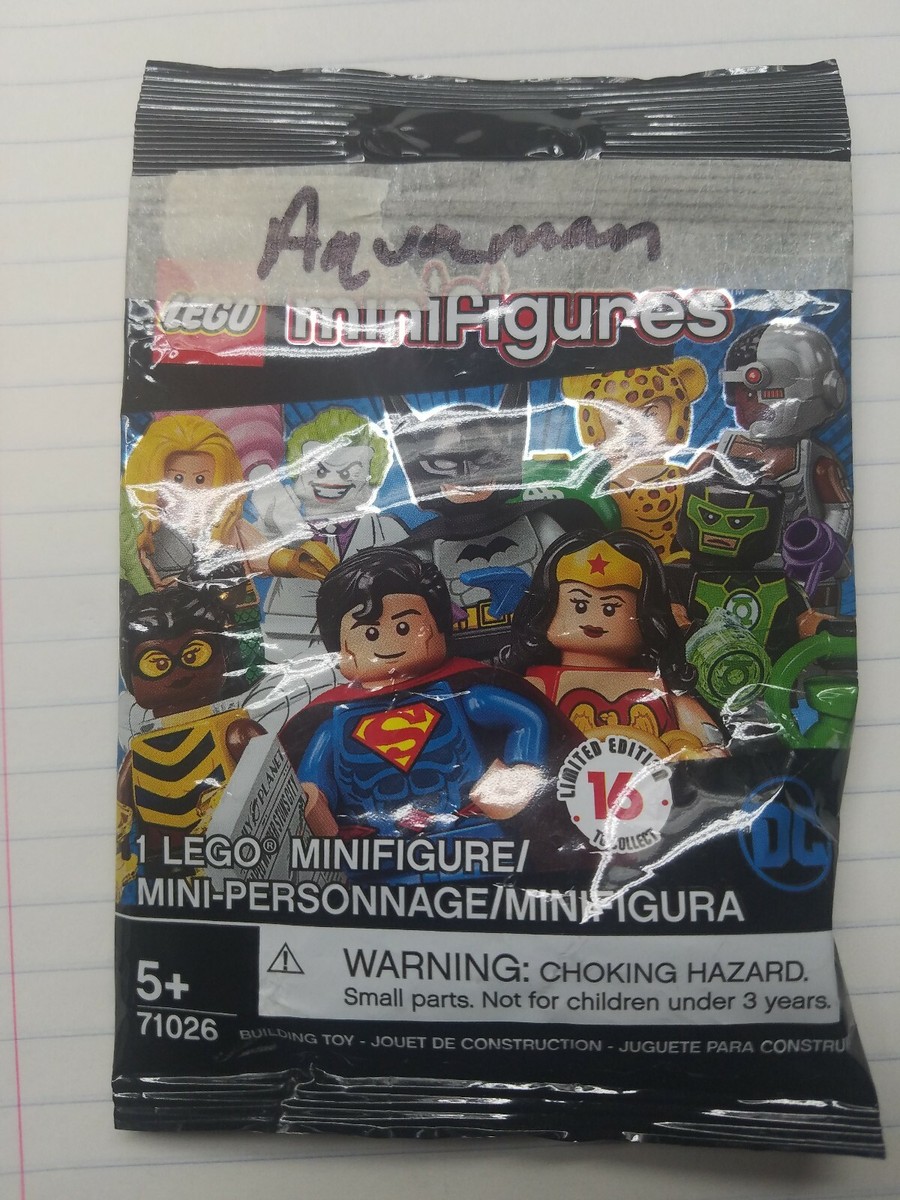 Aquaman
LEGO minifigures™
LIMITED EDITION
16
TO COLLECT
DC
1 LEGO® MINIFIGURE/
MINI-PERSONNAGE/MINIFIGURA
5+
71026
WARNING: CHOKING HAZARD.
Small parts. Not for children under 3 years.
BUILDING TOY - JOUET DE CONSTRUCTION - JUGUETE PARA CONSTRU